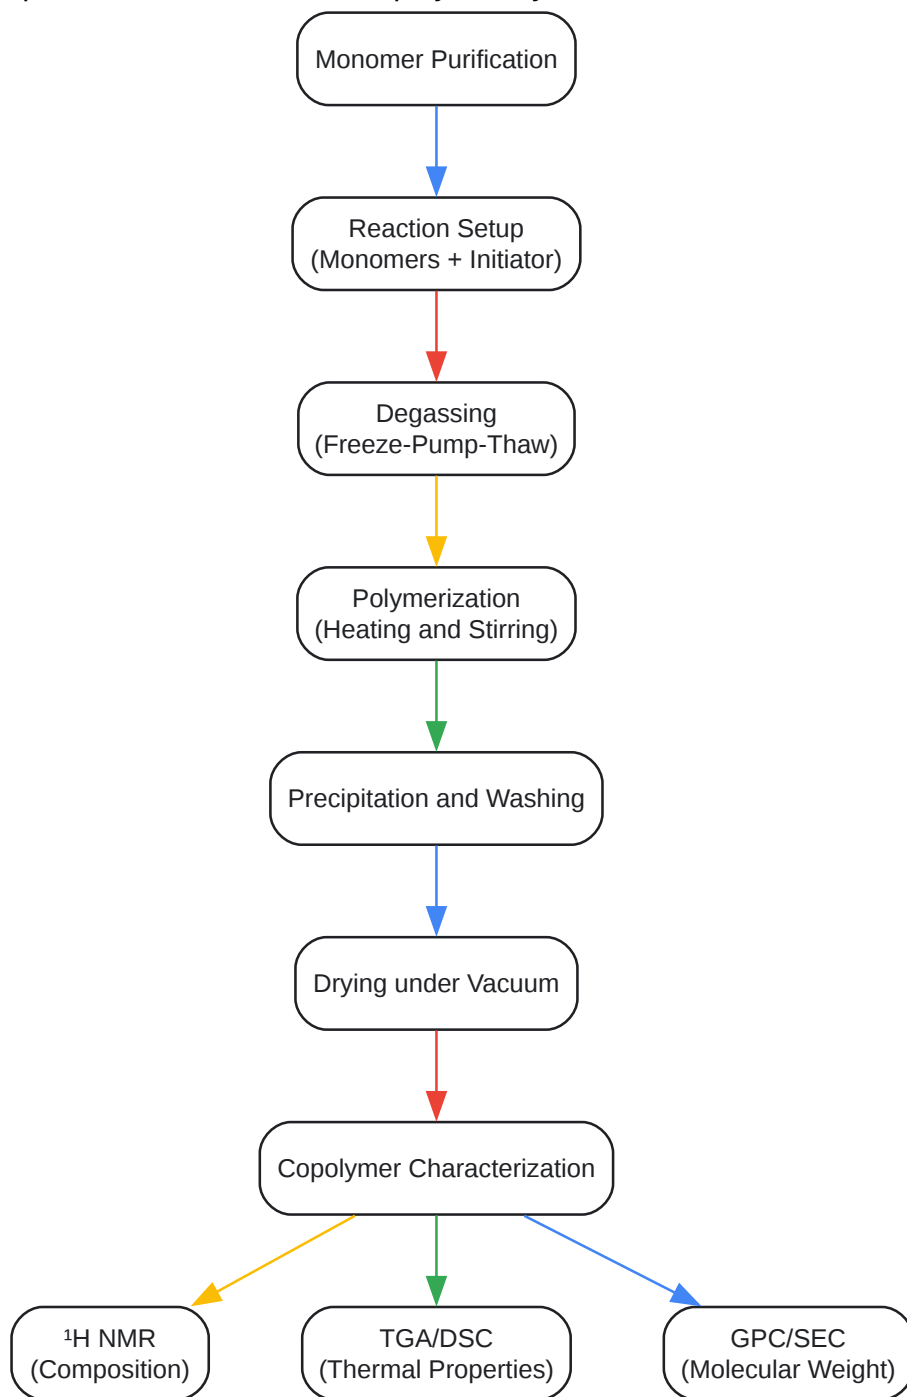 Monomer Purification
Reaction Setup
(Monomers + Initiator)
Degassing
(Freeze-Pump-Thaw)
Polymerization
(Heating and Stirring)
Precipitation and Washing
Drying under Vacuum
Copolymer Characterization
¹H NMR
(Composition)
TGA/DSC
(Thermal Properties)
GPC/SEC
(Molecular Weight)